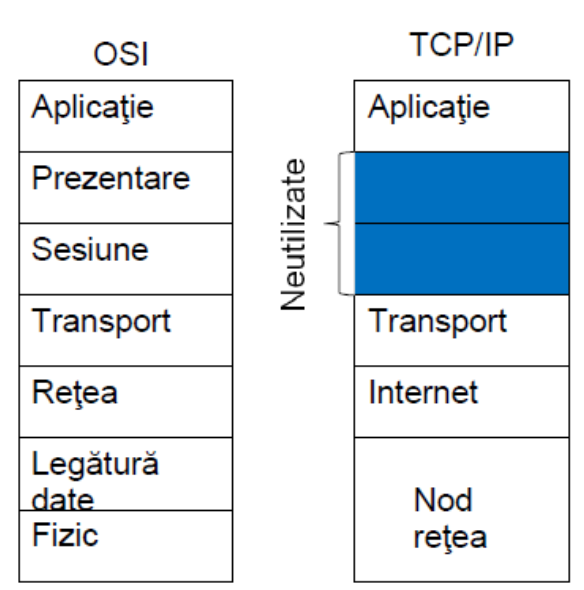 OSI
Aplicaţie
Prezentare
Sesiune
Transport
Reţea
Legătură
date
Fizic
Neutilizate
TCP/IP
Aplicaţie
Transport
Internet
Nod
reţea